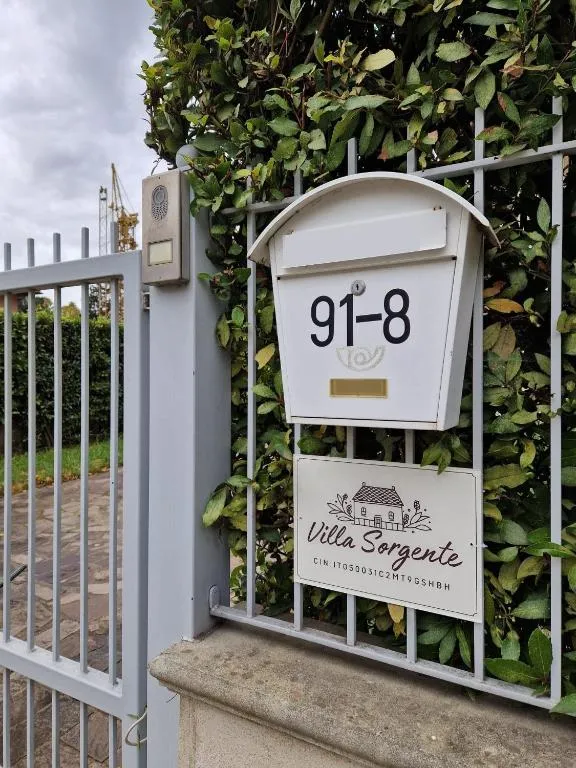 91-8
Villa Sorgente
CIN IT050031C2MT9GSHBH